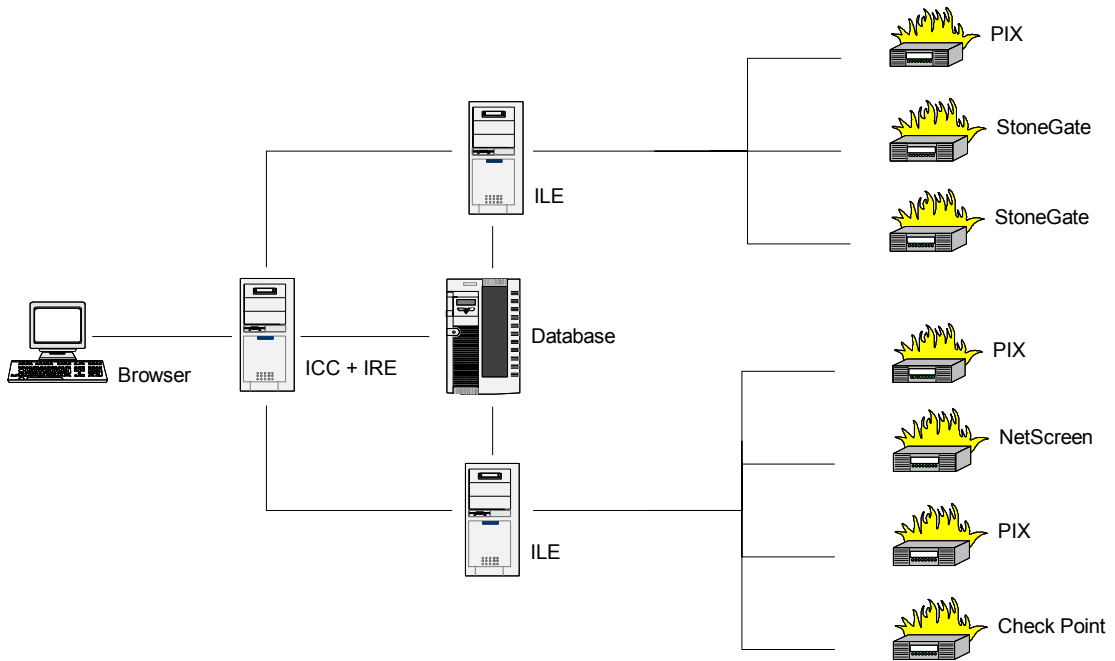 PIX
StoneGate
ILE
StoneGate
Browser
ICC + IRE
Database
PIX
NetScreen
ILE
PIX
Check Point